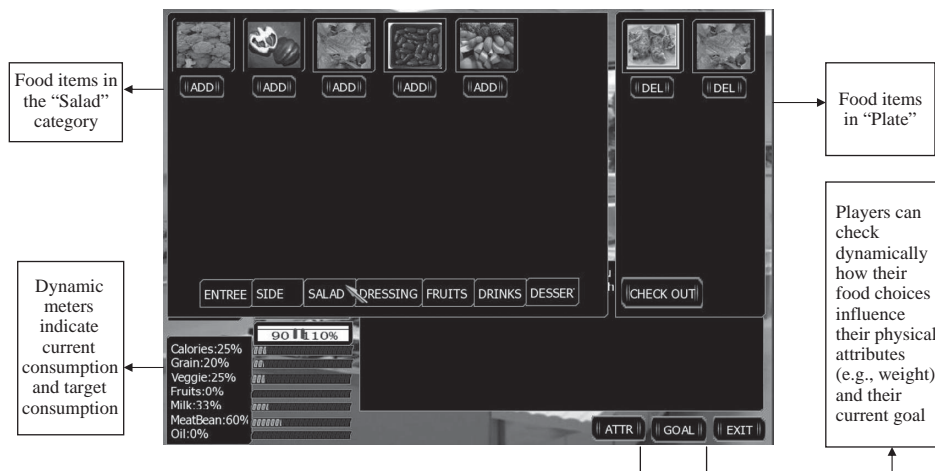 Food items in
the “Salad”
category
ADD ADD ADD ADD ADD
DEL DEL
Food items
in “Plate”
Players can
check
dynamically
how their
food choices
influence
their physical
attributes
(e.g., weight)
and their
current goal
ENTREE SIDE SALAD DRESSING FRUITS DRINKS DESSER
CHECK OUT
Dynamic
meters
indicate
current
consumption
and target
consumption
90 110%
Calories:25%
Grain:20%
Veggie:25%
Fruits:0%
Milk:33%
MeatBean:60%
Oil:0%
ATTR GOAL EXIT